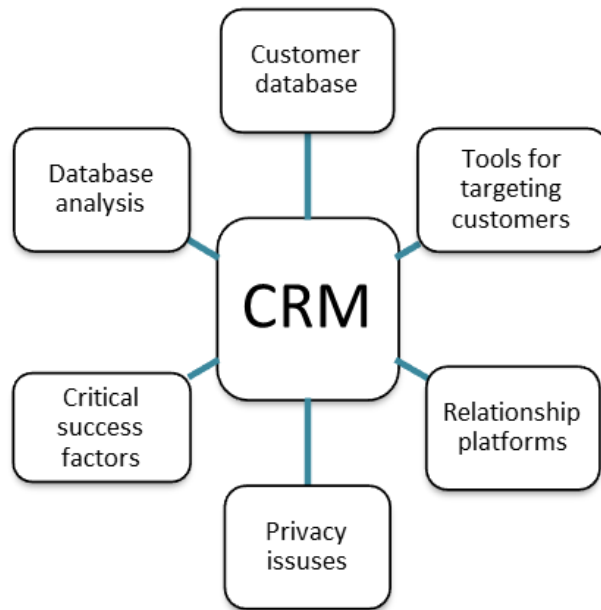 Customer
database
Database
analysis
Tools for
targeting
customers
CRM
Critical
success
factors
Relationship
platforms
Privacy
issuses